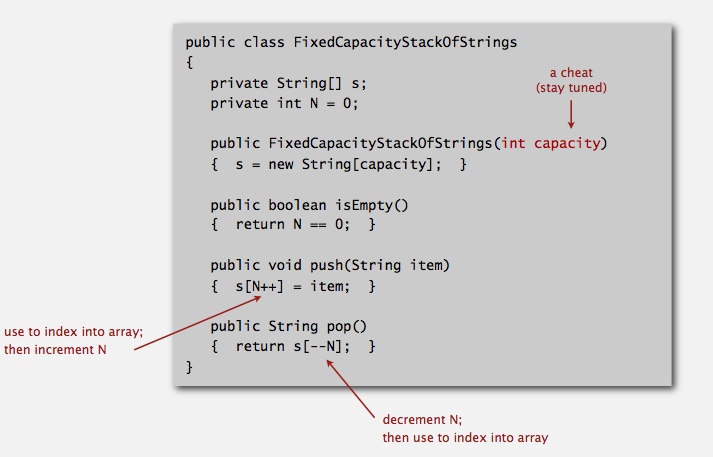 public class FixedCapacityStackOfStrings
{
private String[] s;
private int N = 0;
a cheat
(stay tuned)
public FixedCapacityStackOfStrings(int capacity)
{ s = new String[capacity]; }
public boolean isEmpty()
{ return N == 0; }
public void push(String item)
{ s[N++] = item; }
use to index into array;
then increment N
public String pop()
{ return s[--N]; }
}
decrement N;
then use to index into array